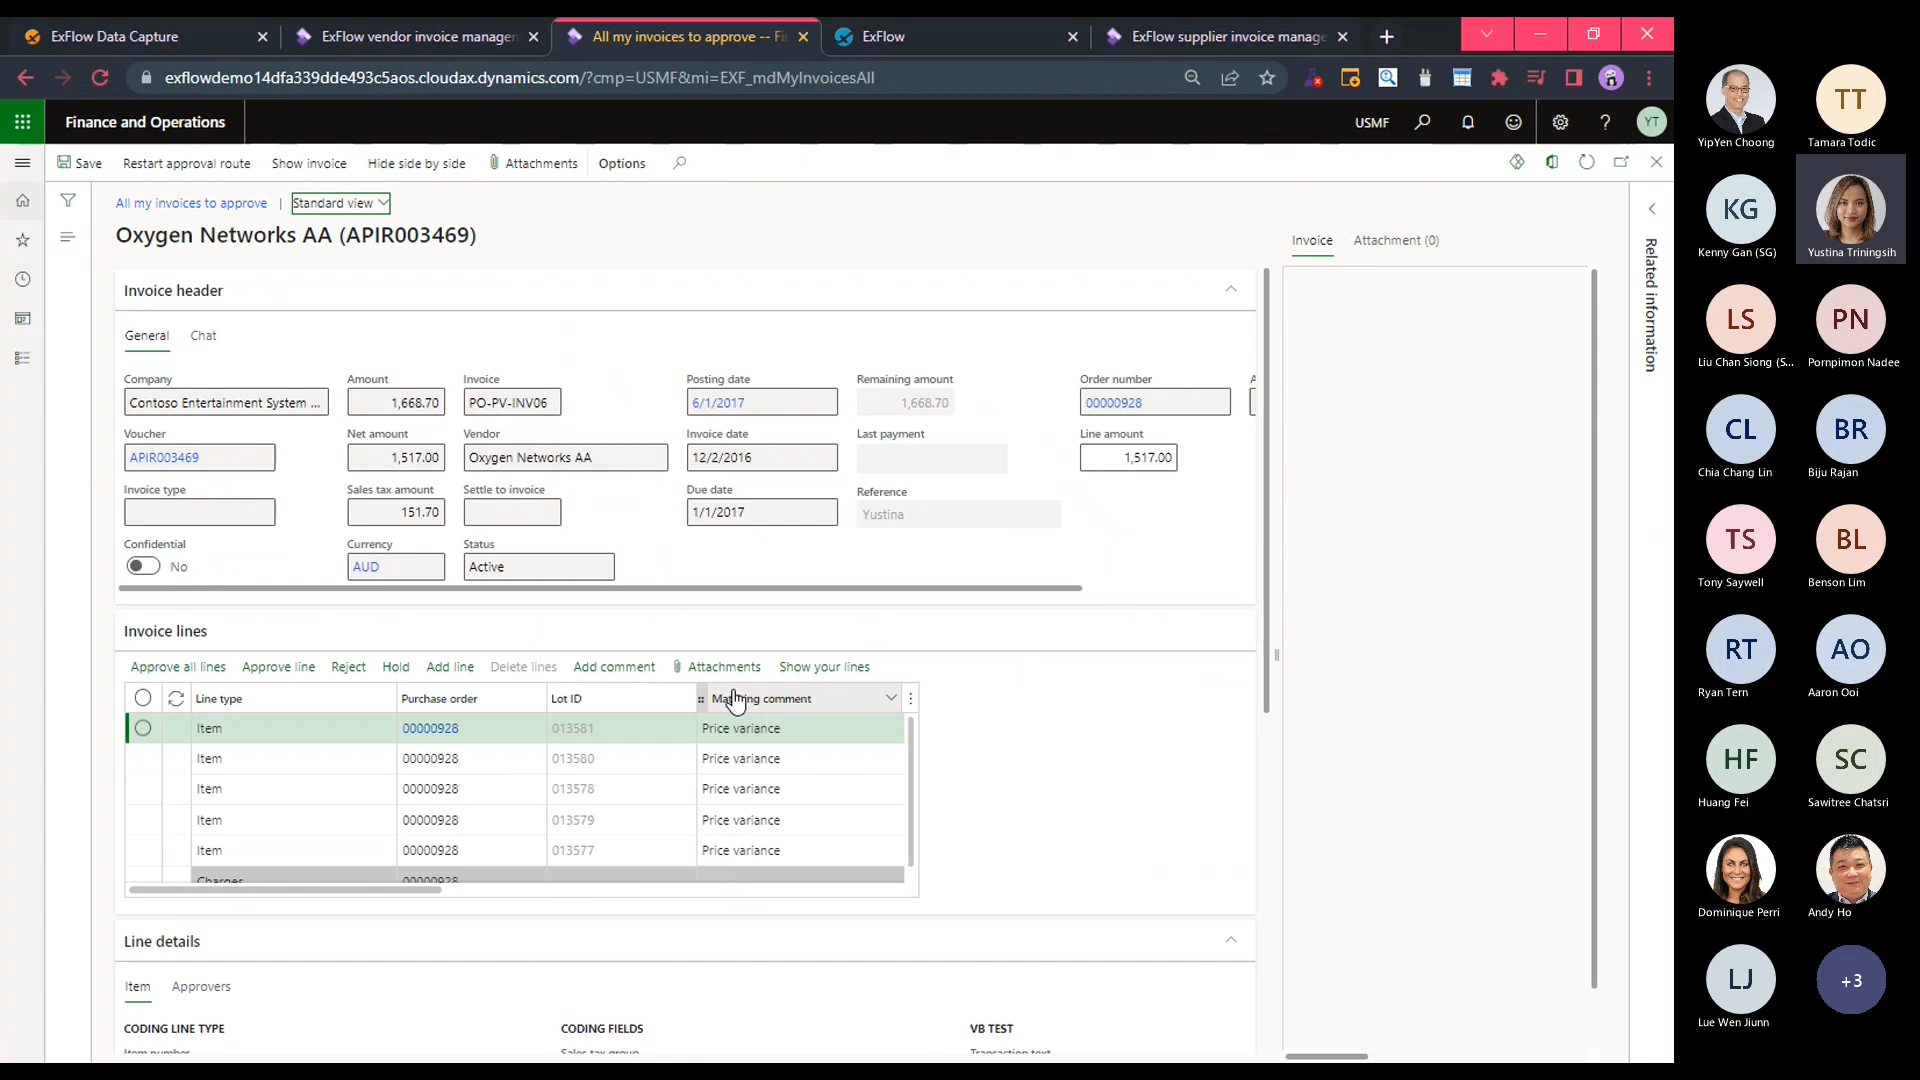 ExFlow Data Capture
ExFlow vendor invoice manage
All my invoices to approve -- Fi
ExFlow
ExFlow supplier invoice manage
exflowdemo14dfa339dde493c5aos.cloudax.dynamics.com/?cmp=USMF&mi=EXF_mdMyInvoicesAll
Finance and Operations
USMF
YT
Save
Restart approval route
Show invoice
Hide side by side
Attachments
Options
All my invoices to approve | Standard view
Oxygen Networks AA (APIR003469)
Invoice header
General
Chat
Company
Amount
Invoice
Posting date
Remaining amount
Order number
A
Contoso Entertainment System ...
1,668.70
PO-PV-INV06
6/1/2017
1,668.70
00000928
Voucher
Net amount
Vendor
Invoice date
Last payment
Line amount
APIR003469
1,517.00
Oxygen Networks AA
12/2/2016
1,517.00
Invoice type
Sales tax amount
Settle to invoice
Due date
Reference
151.70
1/1/2017
Yustina
Confidential
Currency
Status
No
AUD
Active
Invoice lines
Approve all lines
Approve line
Reject
Hold
Add line
Delete lines
Add comment
Attachments
Show your lines
Line type
Purchase order
Lot ID
comment
Item 00000928 013581 Price variance
Item 00000928 013580 Price variance
Item 00000928 013578 Price variance
Item 00000928 013579 Price variance
Item 00000928 013577 Price variance
Charges 00000928
Line details
Item
Approvers
CODING LINE TYPE
CODING FIELDS
VB TEST
Item number
Sales tax group
Transaction text
Invoice
Attachment (0)
Related information
YipYen Choong
TT
Tamara Todic
KG
Kenny Gan (SG)
Yustina Triningsih
LS
Liu Chan Siong (S...
PN
Pornpimon Nadee
CL
Chia Chang Lin
BR
Biju Rajan
TS
Tony Saywell
BL
Benson Lim
RT
Ryan Tern
AO
Aaron Ooi
HF
Huang Fei
SC
Sawitree Chatsri
Dominique Perri
Andy Ho
LJ
Lue Wen Jiunn
+3